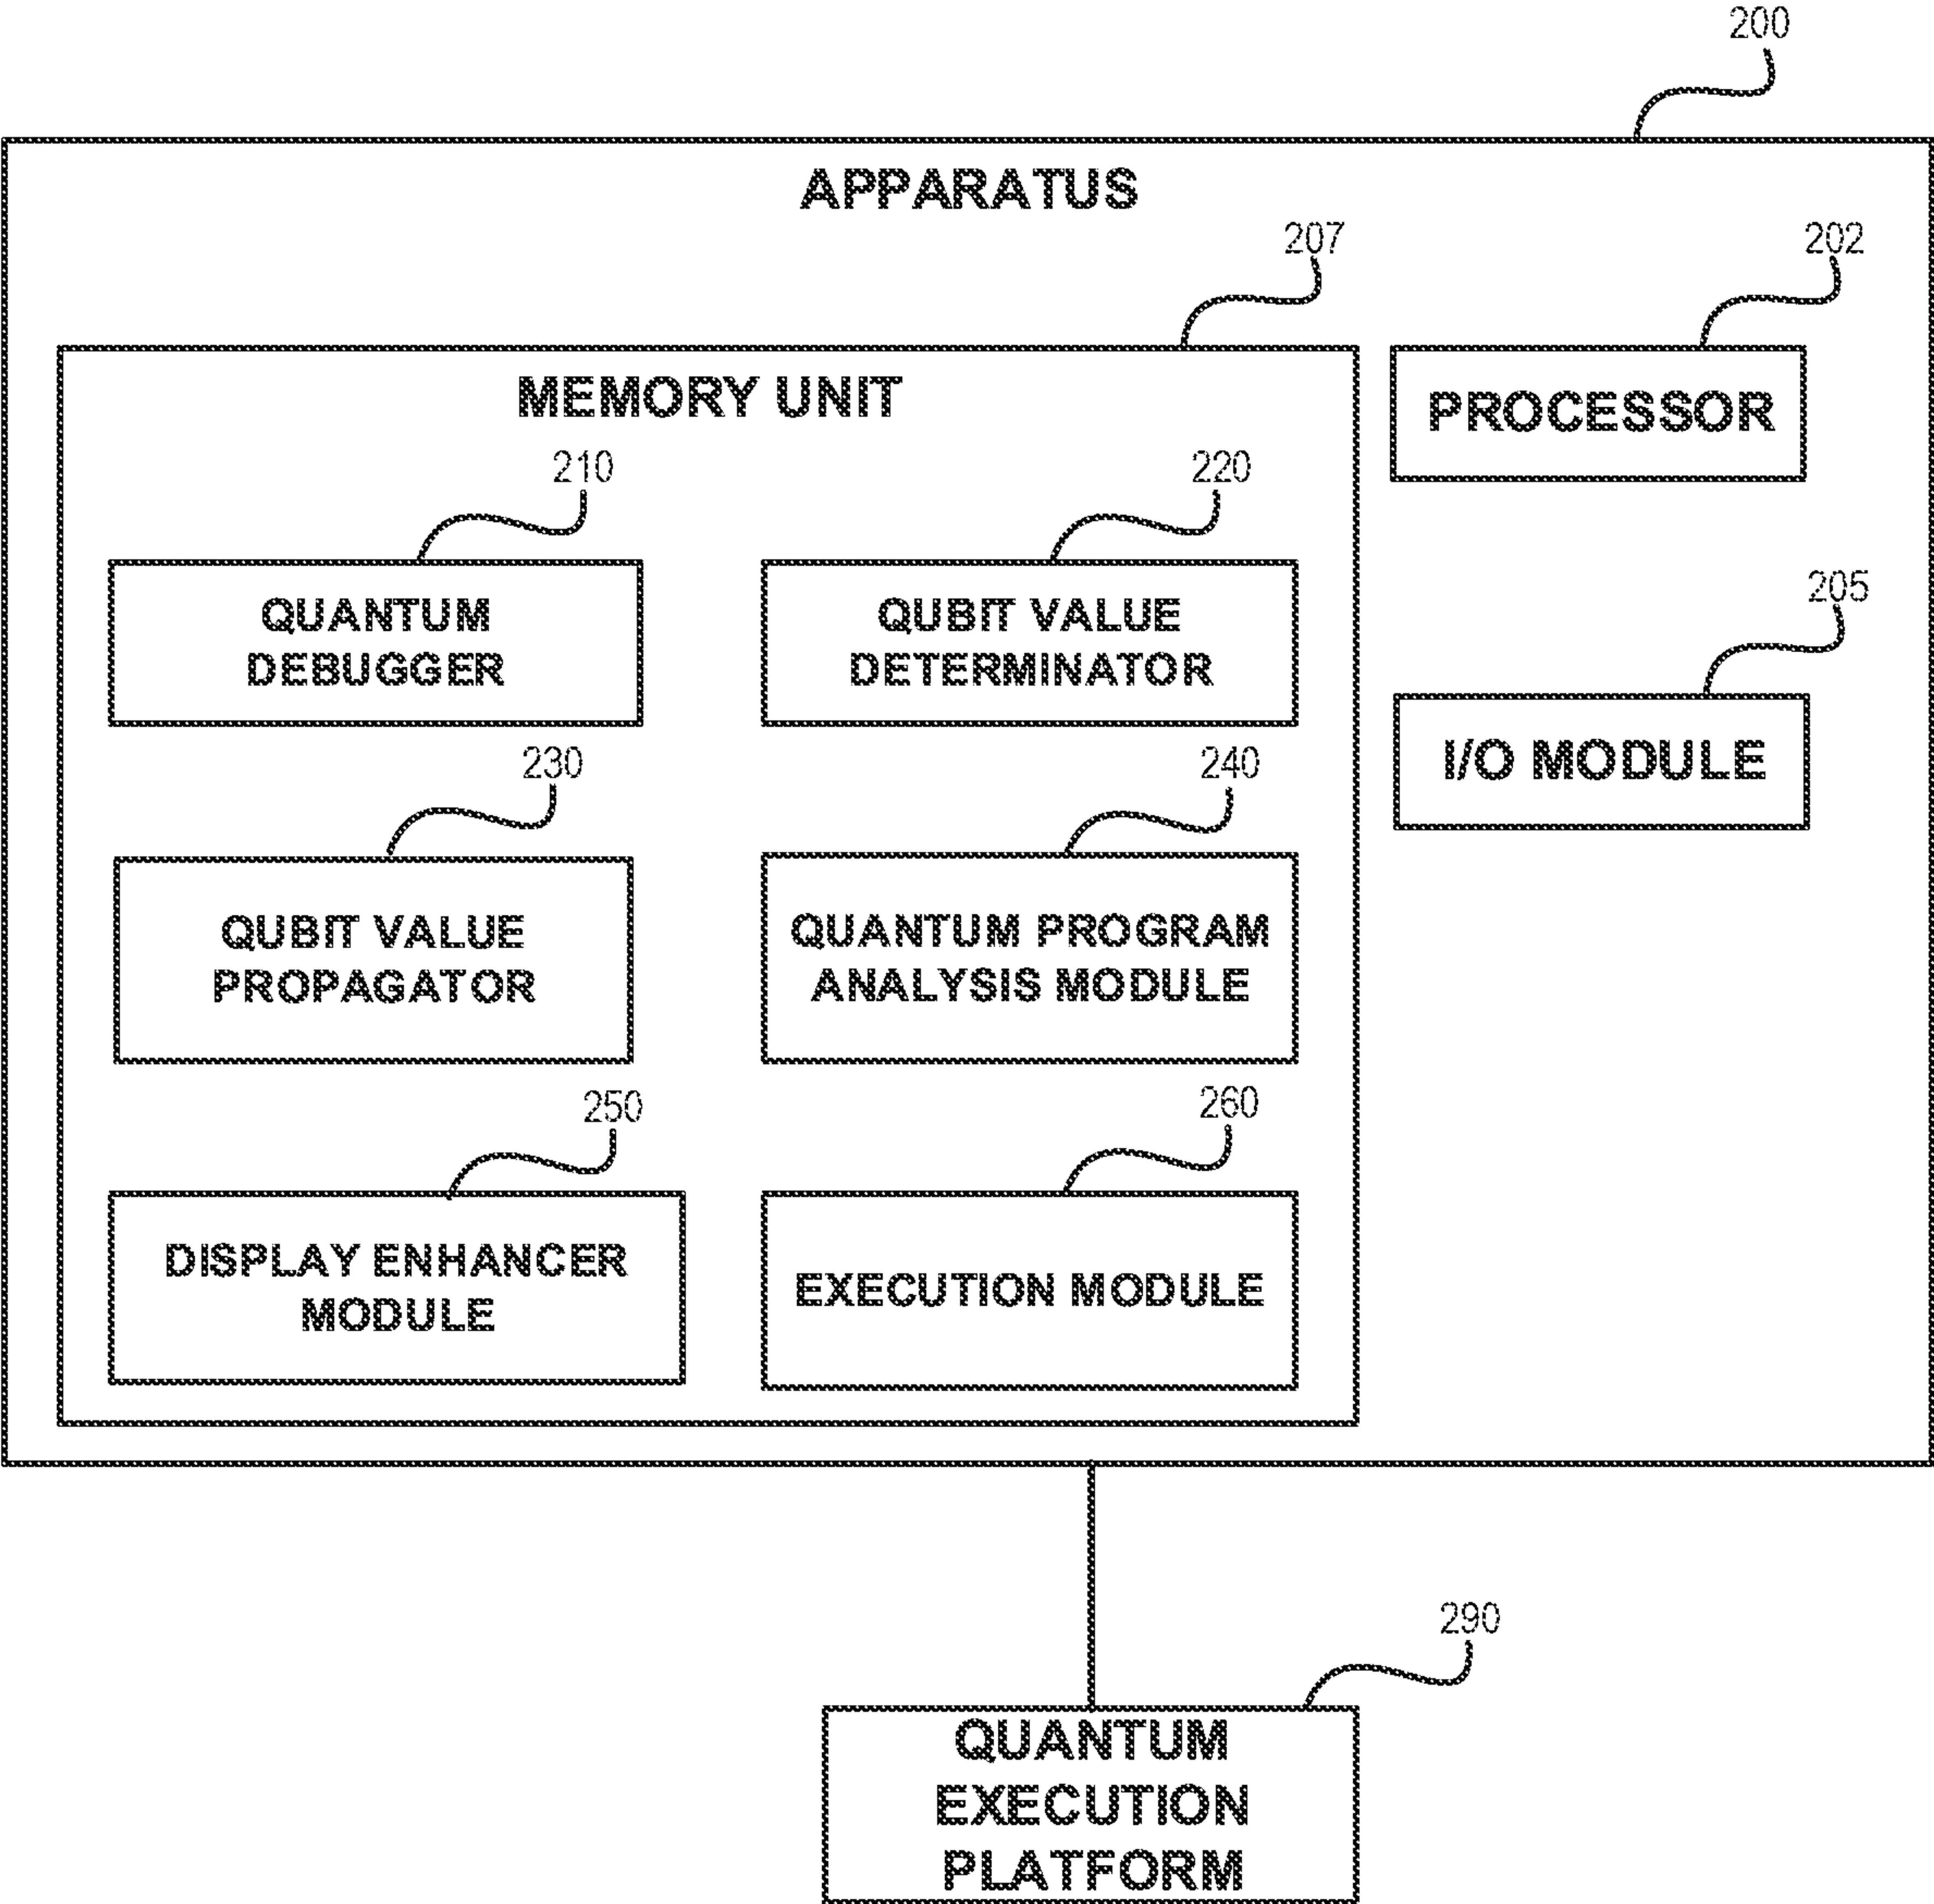 200
APPARATUS
207
202
MEMORY UNIT
PROCESSOR
210
220
QUANTUM
DEBUGGER
QUBIT VALUE
DETERMINATOR
205
I/O MODULE
230
240
QUBIT VALUE
PROPAGATOR
QUANTUM PROGRAM
ANALYSIS MODULE
250
260
DISPLAY ENHANCER
MODULE
EXECUTION MODULE
290
QUANTUM
EXECUTION
PLATFORM